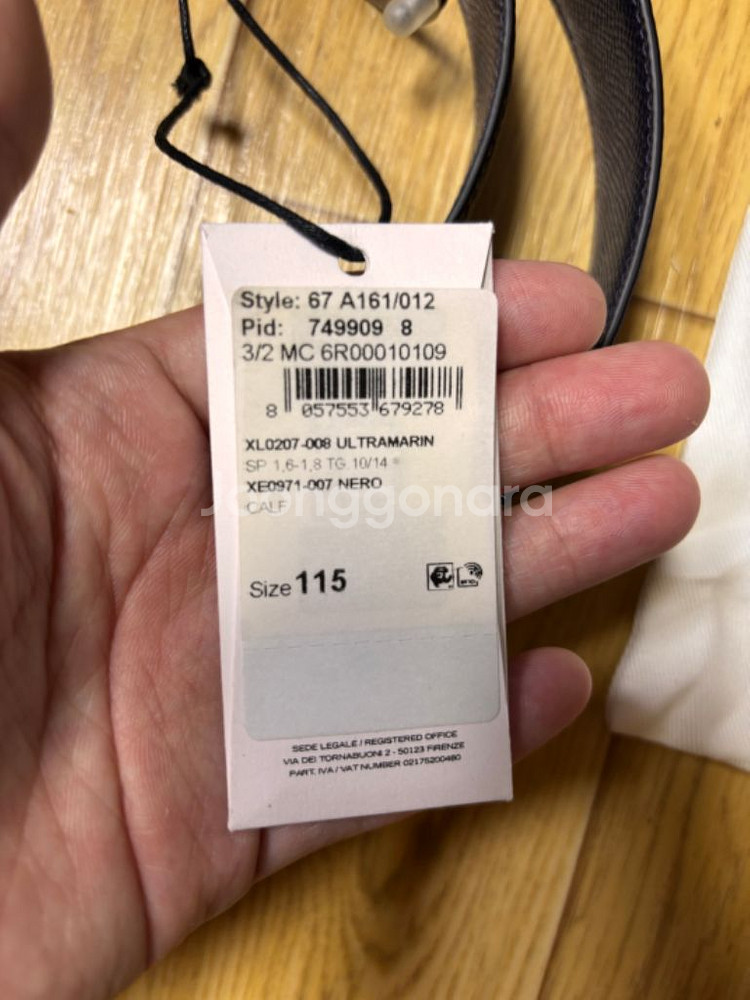 Style: 67 A161/012
Pid: 749909 8
3/2 MC 6R00010109
8 057553 679278
XL0207-008 ULTRAMARIN
SP 1,6-1,8 TG 10/14 *
XE0971-007 NERO
CALF
Joonggonara
Size 115
SEDE LEGALE / REGISTERED OFFICE
VIA DEI TORNABUONI 2 - 50123 FIRENZE
PART. IVA / VAT NUMBER 02175200480